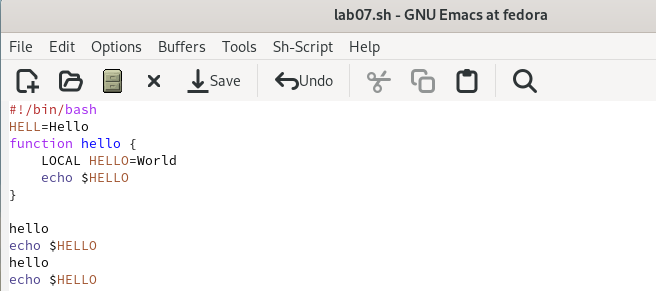 lab07.sh - GNU Emacs at fedora
File Edit Options Buffers Tools Sh-Script Help
Save Undo
#!/bin/bash
HELL=Hello
function hello {
    LOCAL HELLO=World
    echo $HELLO
}
hello
echo $HELLO
hello
echo $HELLO